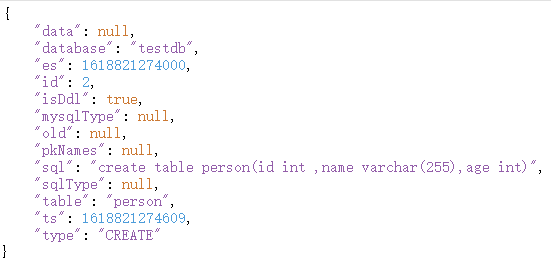 {
"data": null,
"database": "testdb",
"es": 1618821274000,
"id": 2,
"isDdl": true,
"mysqlType": null,
"old": null,
"pkNames": null,
"sql": "create table person(id int ,name varchar(255),age int)",
"sqlType": null,
"table": "person",
"ts": 1618821274609,
"type": "CREATE"
}